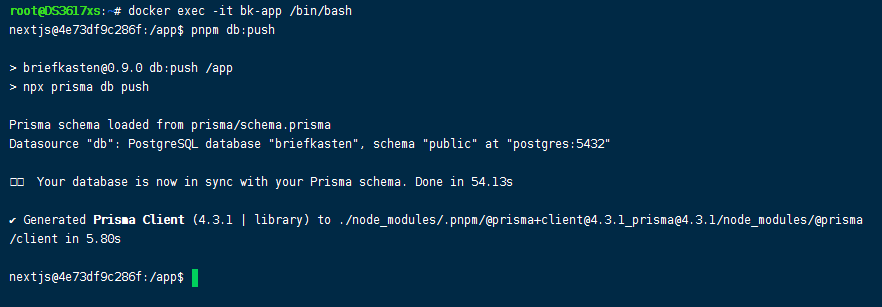 root@DS3617xs:~# docker exec -it bk-app /bin/bash
nextjs@4e73df9c286f:/app$ pnpm db:push
> briefkasten@0.9.0 db:push /app
> npx prisma db push
Prisma schema loaded from prisma/schema.prisma
Datasource "db": PostgreSQL database "briefkasten", schema "public" at "postgres:5432"
□□  Your database is now in sync with your Prisma schema. Done in 54.13s
✔ Generated Prisma Client (4.3.1 | library) to ./node_modules/.pnpm/@prisma+client@4.3.1_prisma@4.3.1/node_modules/@prisma
/client in 5.80s
nextjs@4e73df9c286f:/app$